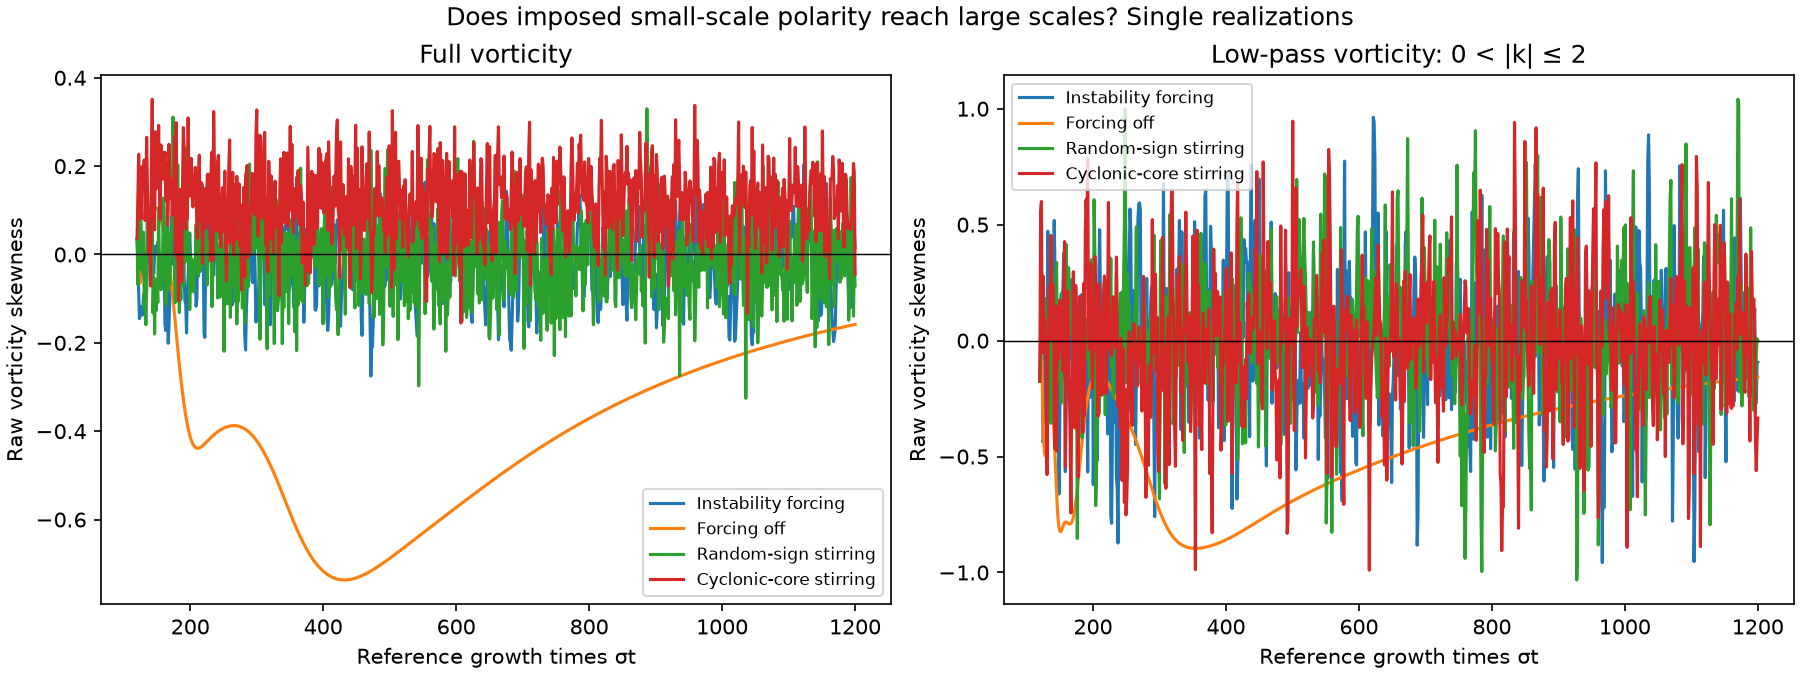 Does imposed small-scale polarity reach large scales? Single realizations
Full vorticity
Raw vorticity skewness
0.4
0.2
0.0
−0.2
−0.4
−0.6
200
400
600
800
1000
1200
Reference growth times σt
Instability forcing
Forcing off
Random-sign stirring
Cyclonic-core stirring
Low-pass vorticity: 0 < |k| ≤ 2
Raw vorticity skewness
1.0
0.5
0.0
−0.5
−1.0
200
400
600
800
1000
1200
Reference growth times σt
Instability forcing
Forcing off
Random-sign stirring
Cyclonic-core stirring